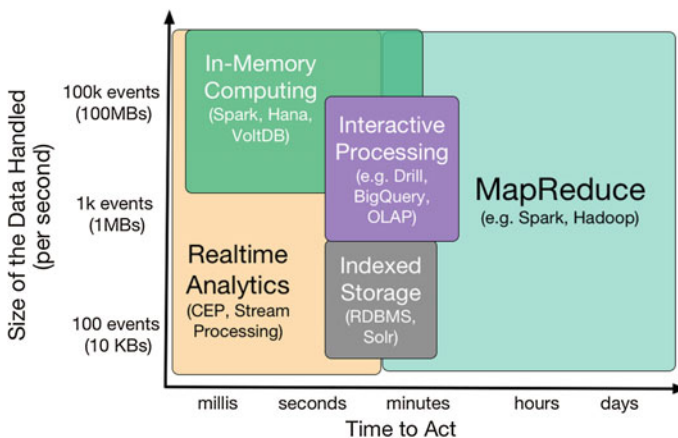 Size of the Data Handled
(per second)
100k events
(100MBs)
1k events
(1MBs)
100 events
(10 KBs)
In-Memory
Computing
(Spark, Hana,
VoltDB)
Interactive
Processing
(e.g. Drill,
BigQuery,
OLAP)
MapReduce
(e.g. Spark, Hadoop)
Realtime
Analytics
(CEP, Stream
Processing)
Indexed
Storage
(RDBMS,
Solr)
millis seconds minutes hours days
Time to Act